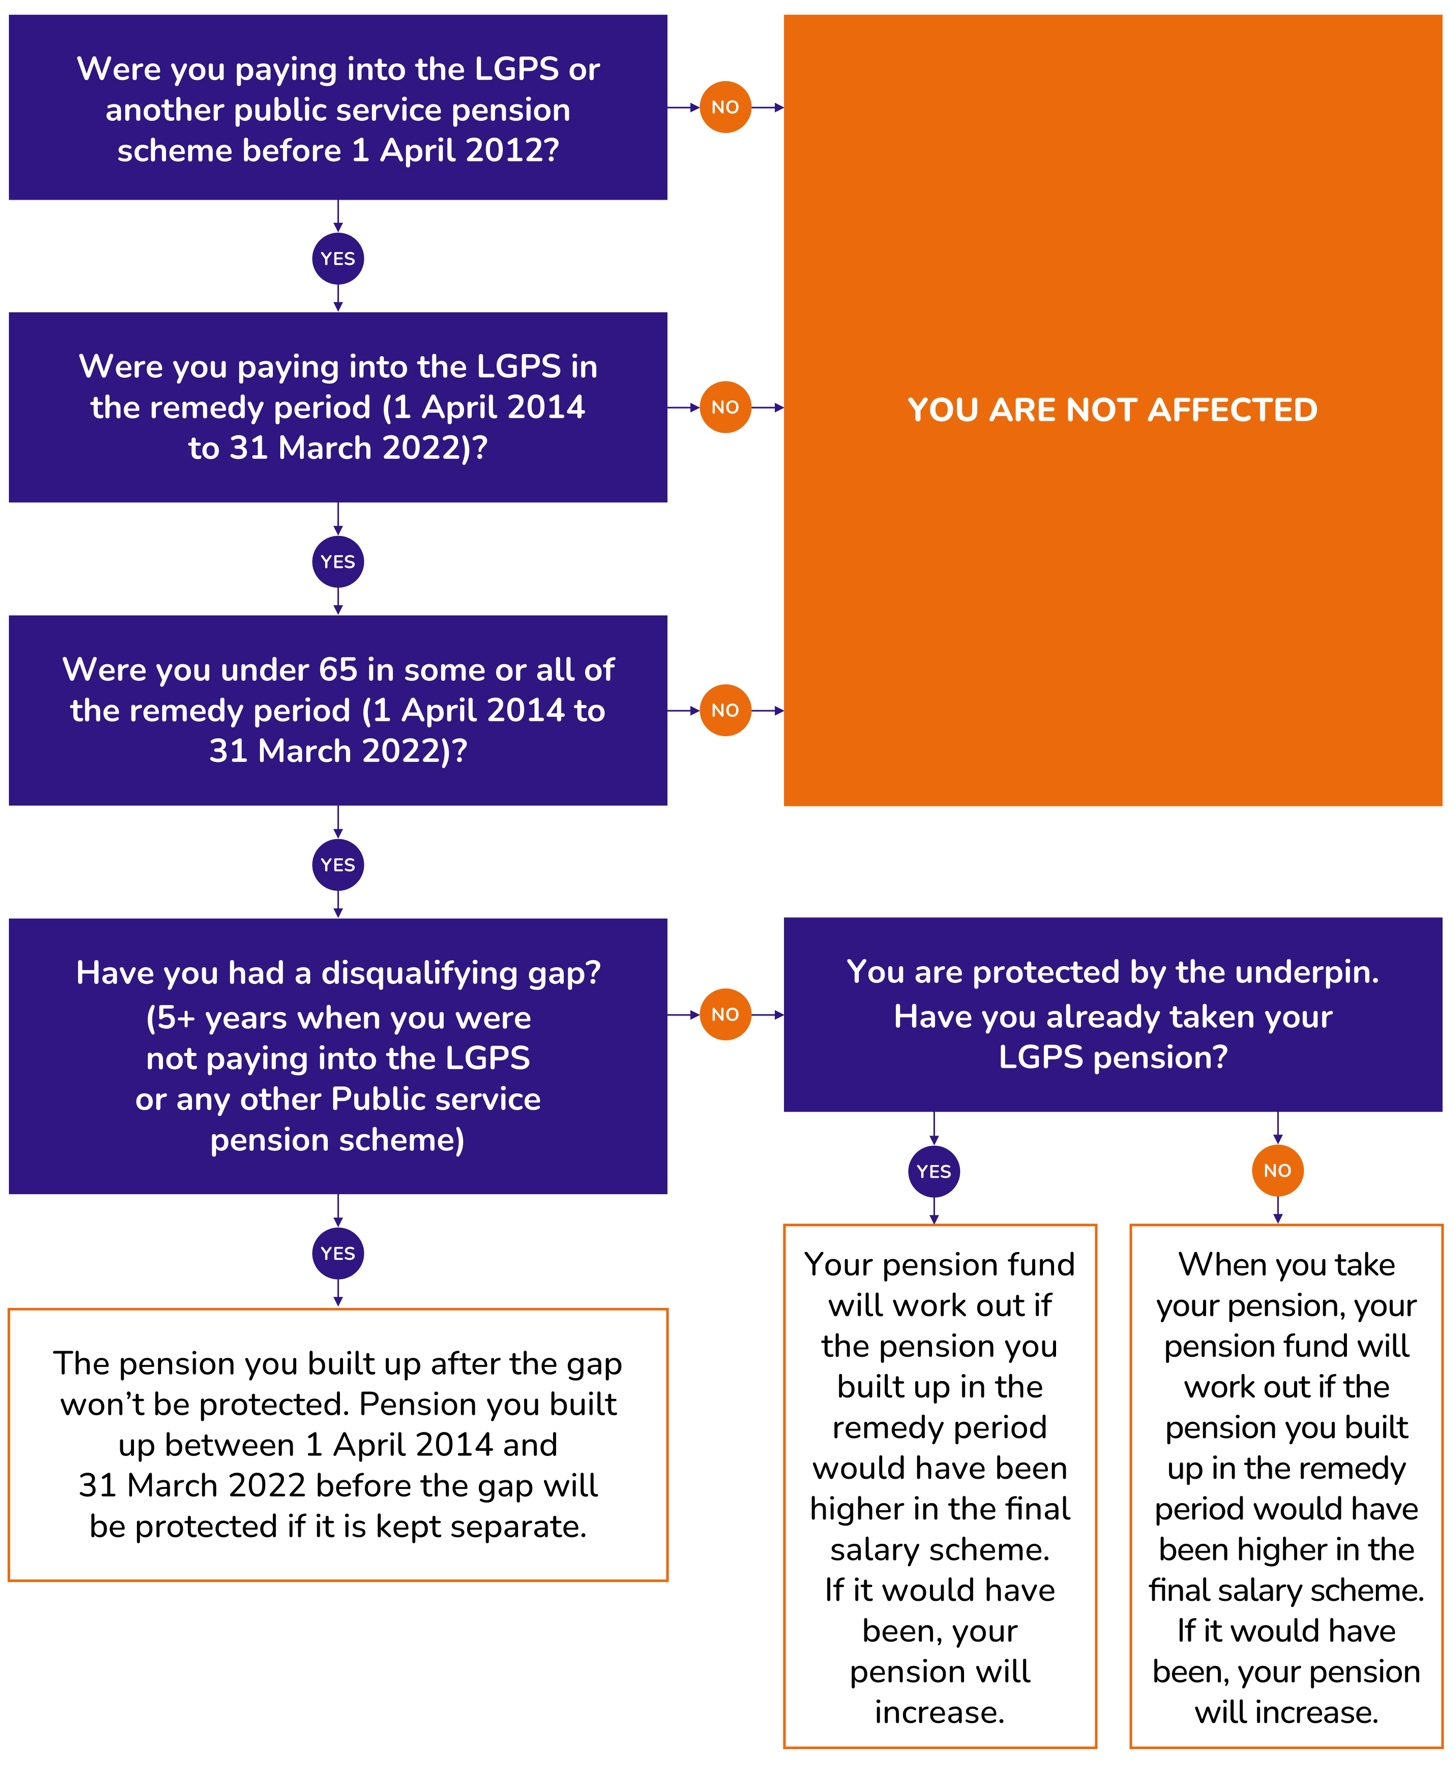 Were you paying into the LGPS or
another public service pension
scheme before 1 April 2012?
NO
YES
Were you paying into the LGPS in
the remedy period (1 April 2014
to 31 March 2022)?
NO
YOU ARE NOT AFFECTED
YES
Were you under 65 in some or all of
the remedy period (1 April 2014 to
31 March 2022)?
NO
YES
Have you had a disqualifying gap?
(5+ years when you were
not paying into the LGPS
or any other Public service
pension scheme)
NO
You are protected by the underpin.
Have you already taken your
LGPS pension?
YES
The pension you built up after the gap
won’t be protected. Pension you built
up between 1 April 2014 and
31 March 2022 before the gap will
be protected if it is kept separate.
YES
Your pension fund
will work out if
the pension you
built up in the
remedy period
would have been
higher in the final
salary scheme.
If it would have
been, your
pension will
increase.
NO
When you take
your pension, your
pension fund will
work out if the
pension you built
up in the remedy
period would have
been higher in the
final salary scheme.
If it would have
been, your pension
will increase.